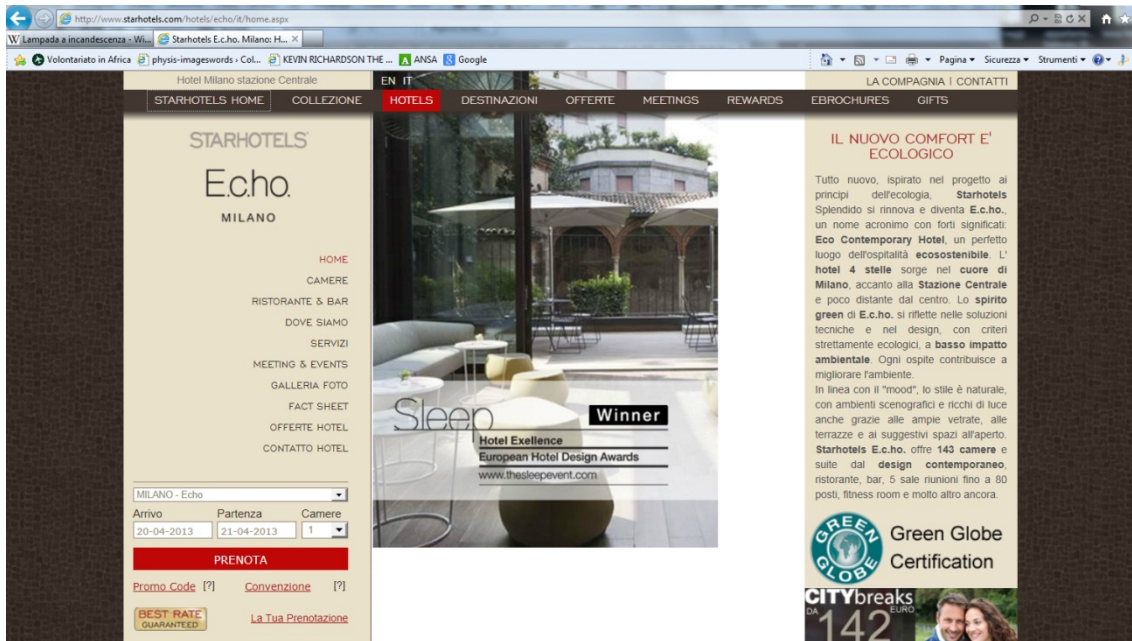 http://www.starhotels.com/hotels/echo/it/home.aspx
Lampada a incandescenza - Wi...
Starhotels E.c.ho. Milano: H...
Volontariato in Africa
physis-imageswords › Col...
KEVIN RICHARDSON THE ...
ANSA
Google
Pagina
Sicurezza
Strumenti
Hotel Milano stazione Centrale
EN IT
LA COMPAGNIA | CONTATTI
STARHOTELS HOME
COLLEZIONE
HOTELS
DESTINAZIONI
OFFERTE
MEETINGS
REWARDS
EBROCHURES
GIFTS
STARHOTELS
E.c.ho.
MILANO
HOME
CAMERE
RISTORANTE & BAR
DOVE SIAMO
SERVIZI
MEETING & EVENTS
GALLERIA FOTO
FACT SHEET
OFFERTE HOTEL
CONTATTO HOTEL
MILANO - Echo
Arrivo Partenza Camere
20-04-2013 21-04-2013 1
PRENOTA
Promo Code [?] Convenzione [?]
BEST RATE
GUARANTEED
La Tua Prenotazione
Sleep
Winner
Hotel Exellence
European Hotel Design Awards
www.thesleepevent.com
IL NUOVO COMFORT E'
ECOLOGICO
Tutto nuovo, ispirato nel progetto ai
principi dell'ecologia, Starhotels
Splendido si rinnova e diventa E.c.ho.,
un nome acronimo con forti significati:
Eco Contemporary Hotel, un perfetto
luogo dell'ospitalità ecosostenibile. L'
hotel 4 stelle sorge nel cuore di
Milano, accanto alla Stazione Centrale
e poco distante dal centro. Lo spirito
green di E.c.ho. si riflette nelle soluzioni
tecniche e nel design, con criteri
strettamente ecologici, a basso impatto
ambientale. Ogni ospite contribuisce a
migliorare l'ambiente.
In linea con il "mood", lo stile è naturale,
con ambienti scenografici e ricchi di luce
anche grazie alle ampie vetrate, alle
terrazze e ai suggestivi spazi all'aperto.
Starhotels E.c.ho. offre 143 camere e
suite dal design contemporaneo,
ristorante, bar, 5 sale riunioni fino a 80
posti, fitness room e molto altro ancora.
GREEN GLOBE
Green Globe
Certification
CITYbreaks
DA 142 EURO